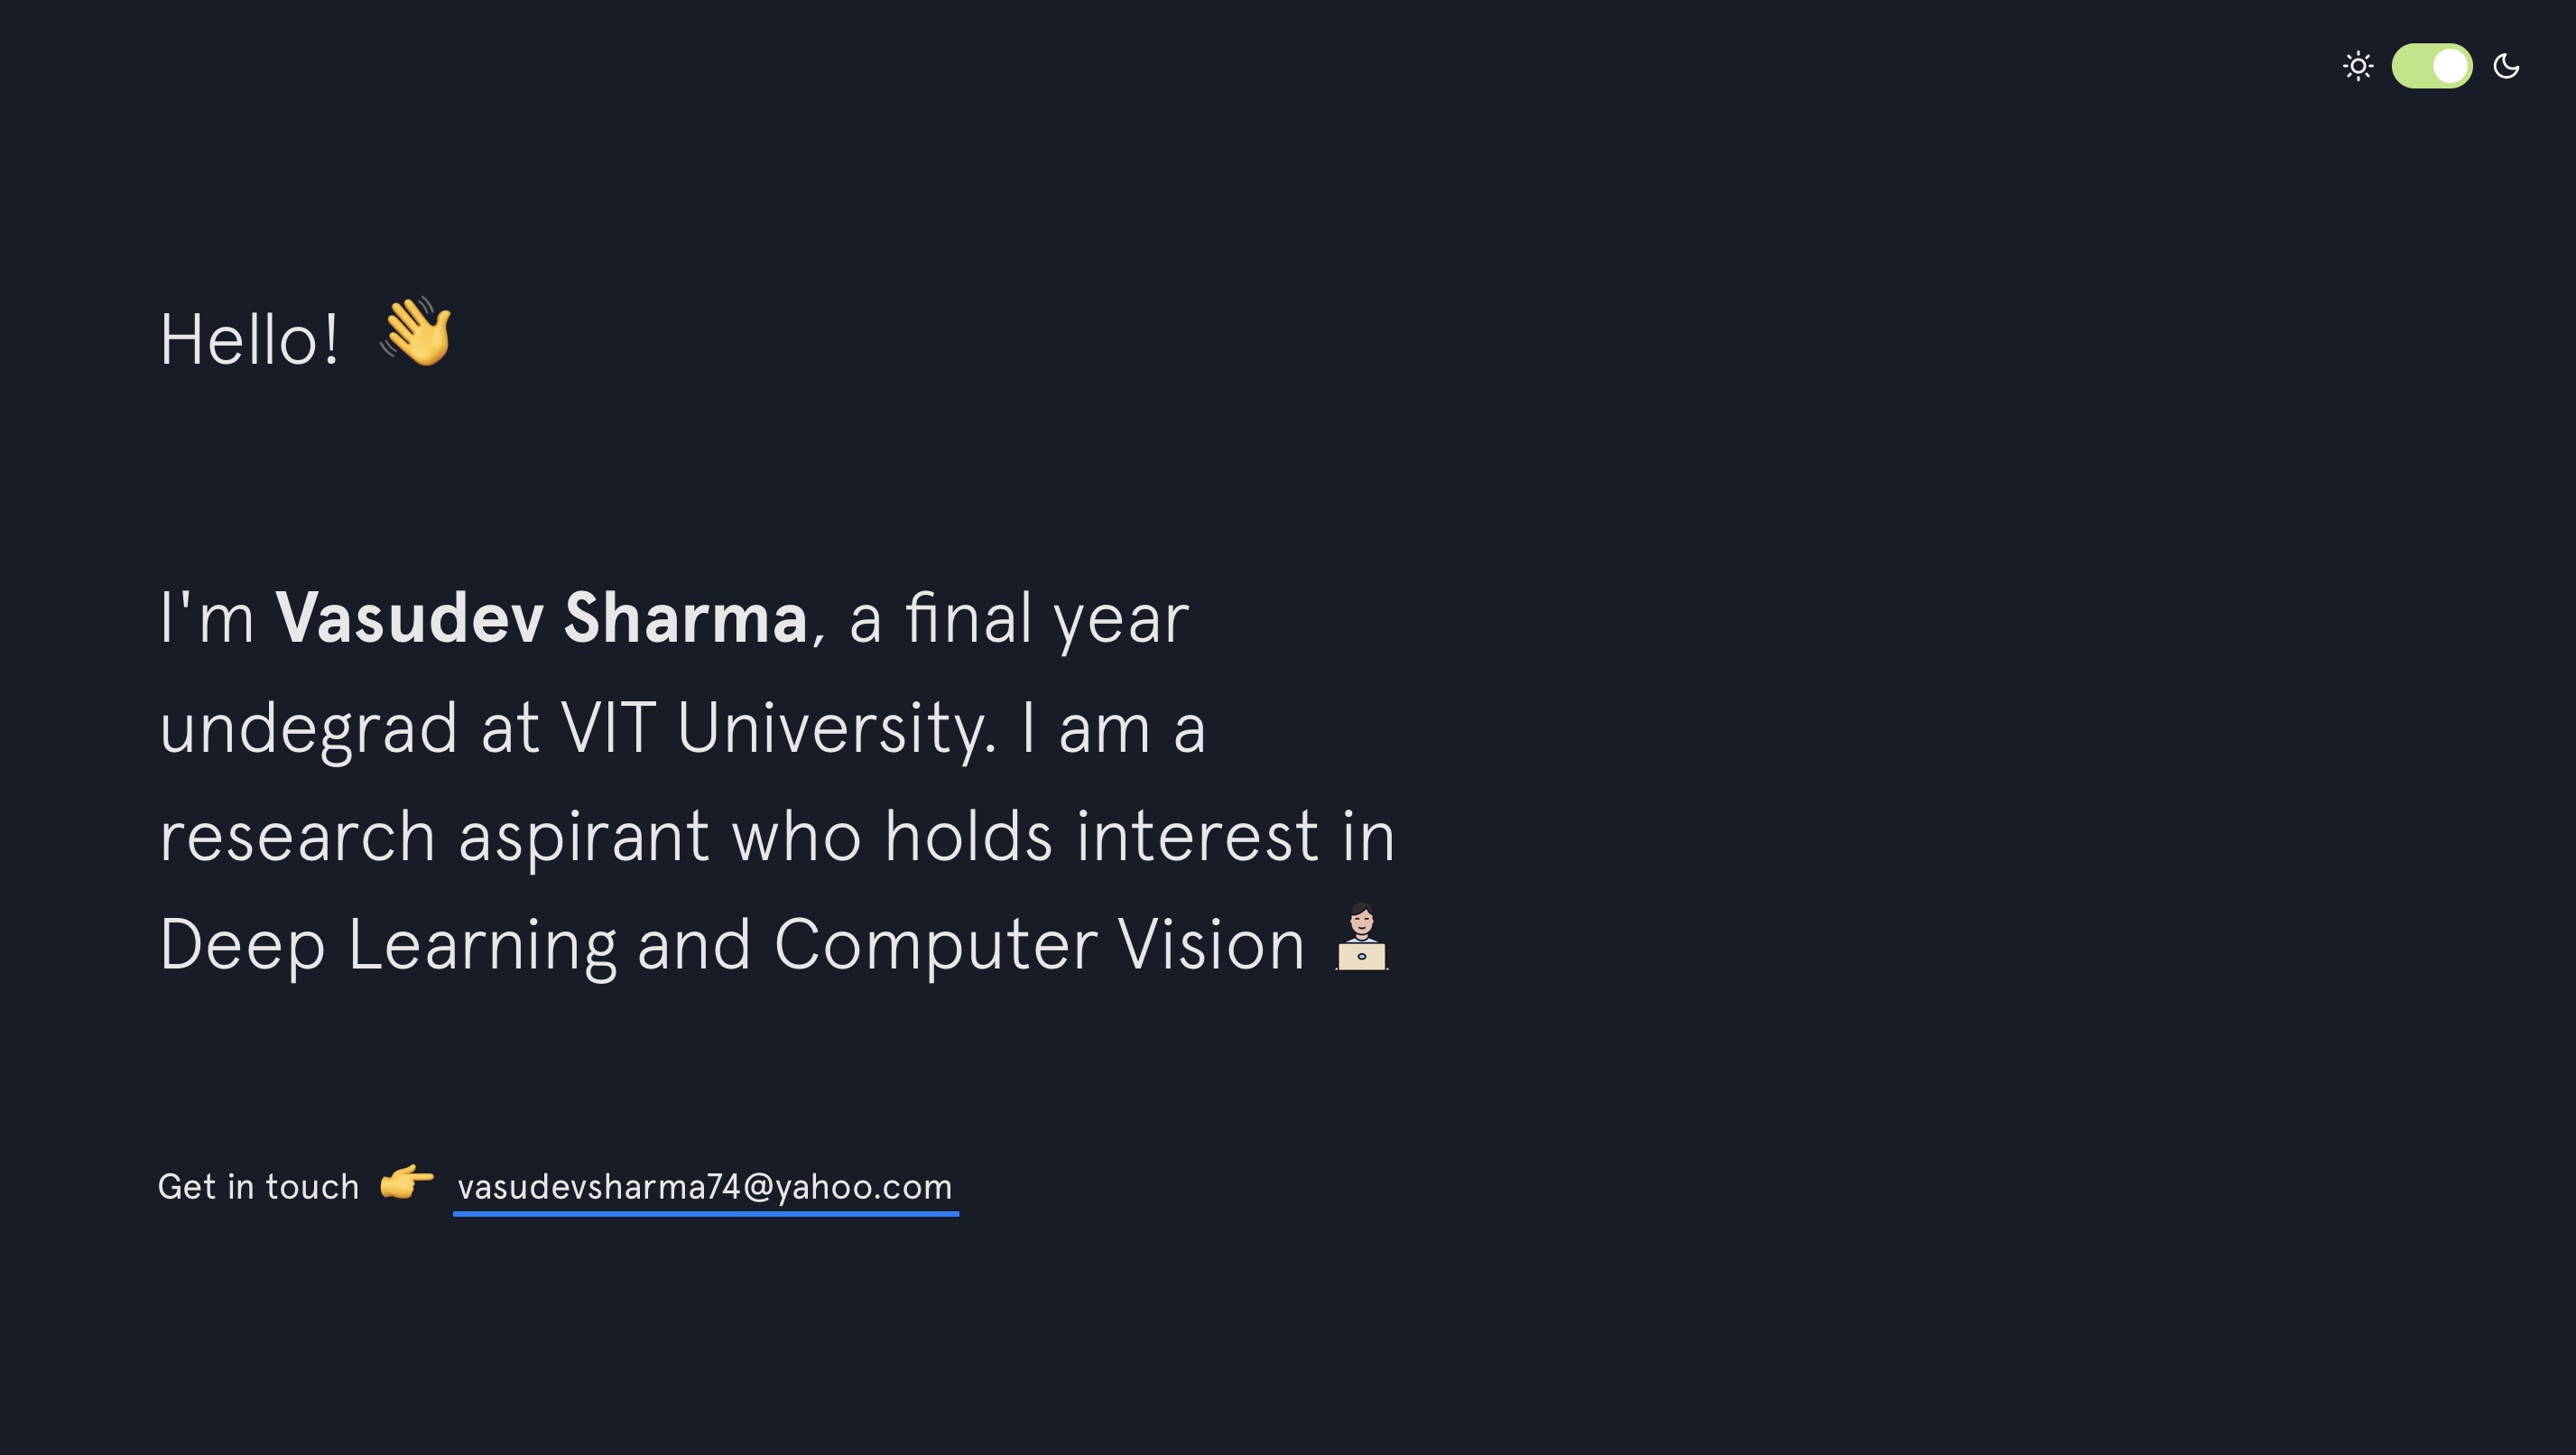 Hello!
I'm Vasudev Sharma, a final year
undegrad at VIT University. I am a
research aspirant who holds interest in
Deep Learning and Computer Vision
Get in touch vasudevsharma74@yahoo.com